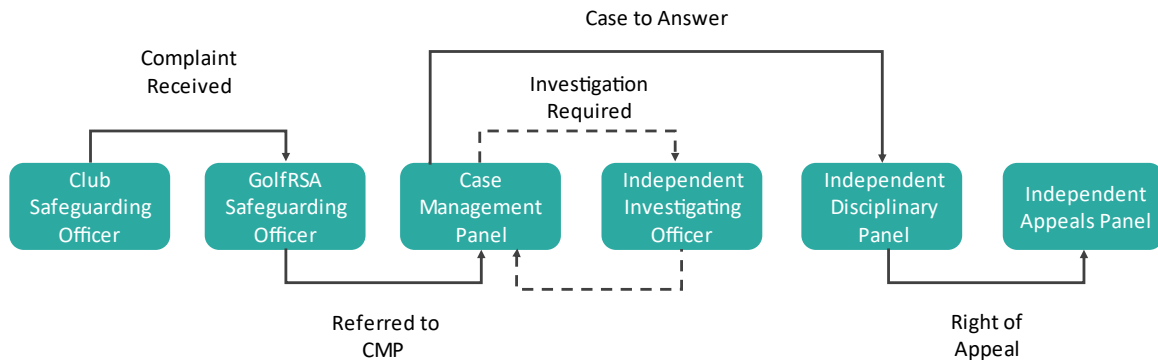 Case to Answer
Complaint
Received
Investigation
Required
Club
Safeguarding
Officer
GolfRSA
Safeguarding
Officer
Case
Management
Panel
Independent
Investigating
Officer
Independent
Disciplinary
Panel
Independent
Appeals Panel
Referred to
CMP
Right of
Appeal